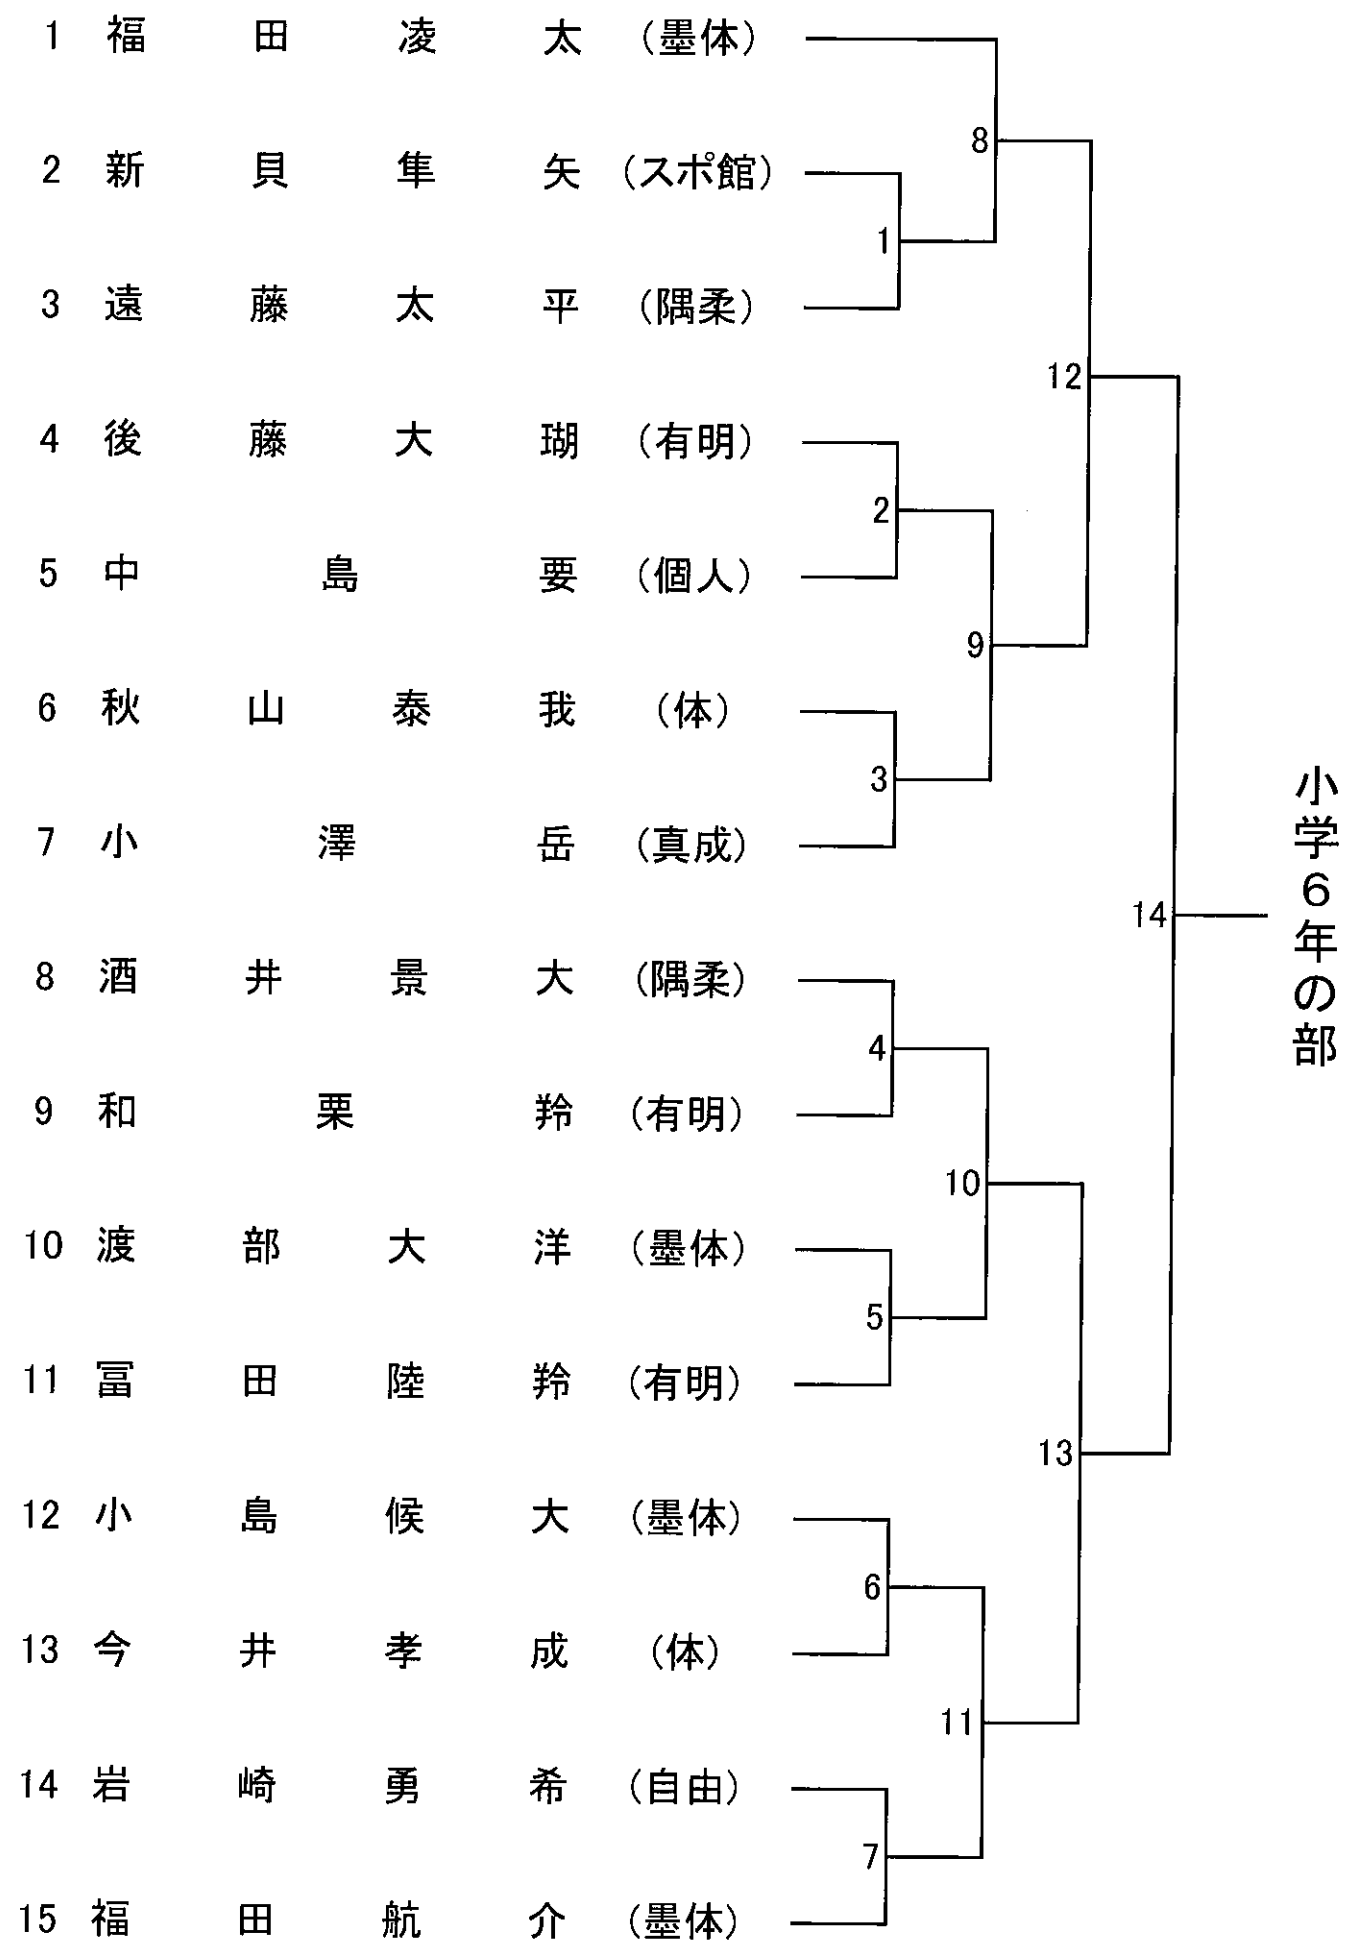 1 福田凌太 (墨体)
2 新貝隼矢 (スポ館)
3 遠藤太平 (隅柔)
4 後藤大瑚 (有明)
5 中島要 (個人)
6 秋山泰我 (体)
7 小澤岳 (真成)
8 酒井景大 (隅柔)
9 和栗羚 (有明)
10 渡部大洋 (墨体)
11 冨田陸羚 (有明)
12 小島候大 (墨体)
13 今井孝成 (体)
14 岩崎勇希 (自由)
15 福田航介 (墨体)
1
2
3
4
5
6
7
8
9
10
11
12
13
14
小学6年の部